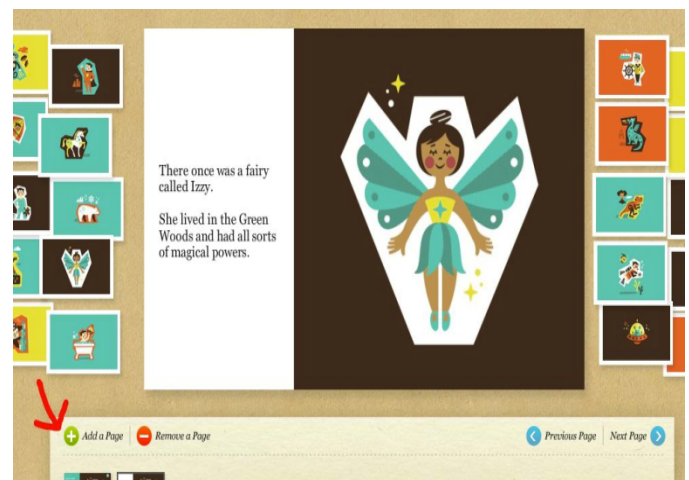 There once was a fairy
called Izzy.
She lived in the Green
Woods and had all sorts
of magical powers.
Add a Page
Remove a Page
Previous Page
Next Page